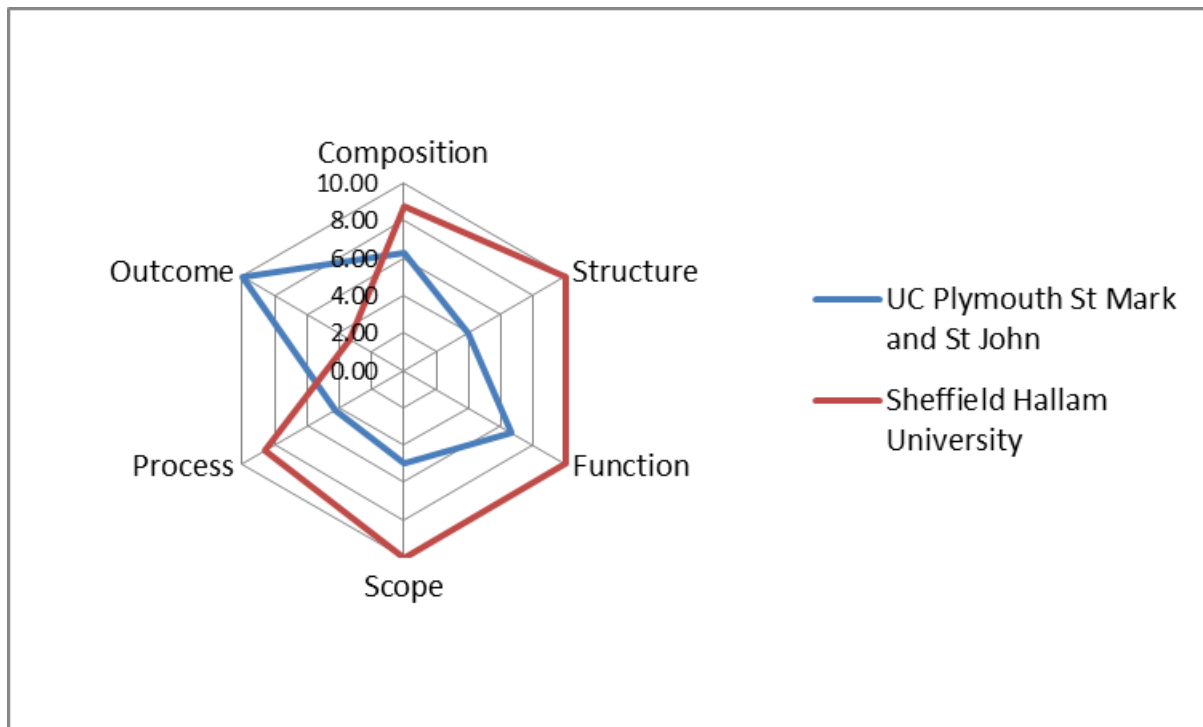 Composition
10.00
8.00
6.00
4.00
2.00
0.00
Outcome
Structure
Process
Function
Scope
UC Plymouth St Mark
and St John
Sheffield Hallam
University